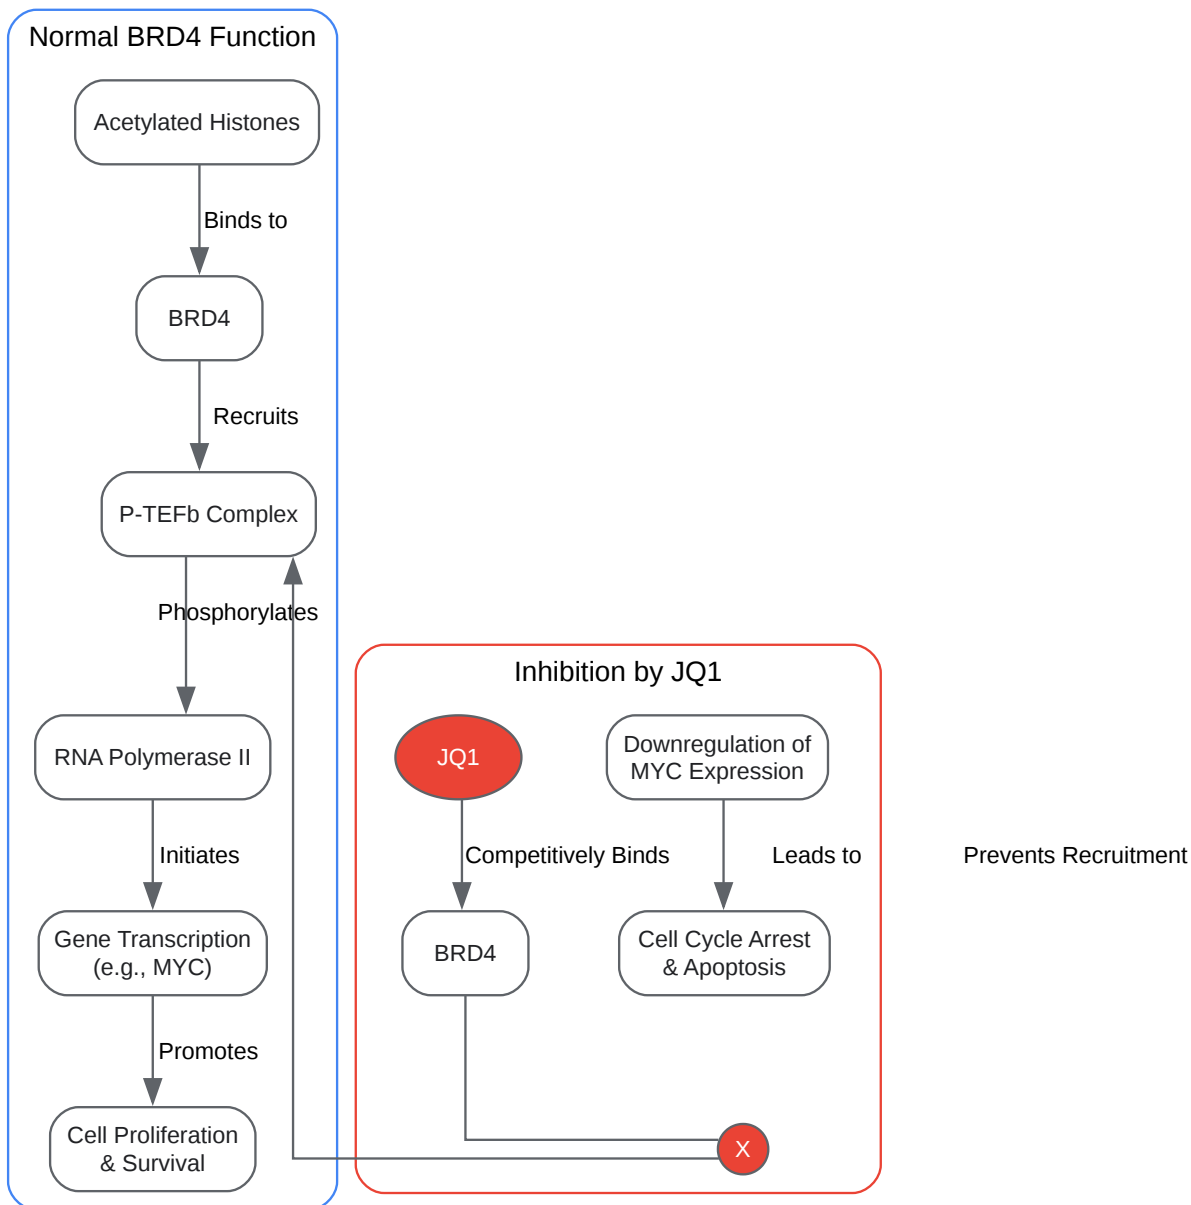 Normal BRD4 Function
Acetylated Histones
Binds to
BRD4
Recruits
P-TEFb Complex
Phosphorylates
RNA Polymerase II
Initiates
Gene Transcription
(e.g., MYC)
Promotes
Cell Proliferation
& Survival
Inhibition by JQ1
JQ1
Competitively Binds
BRD4
Downregulation of
MYC Expression
Leads to
Cell Cycle Arrest
& Apoptosis
X
Prevents Recruitment